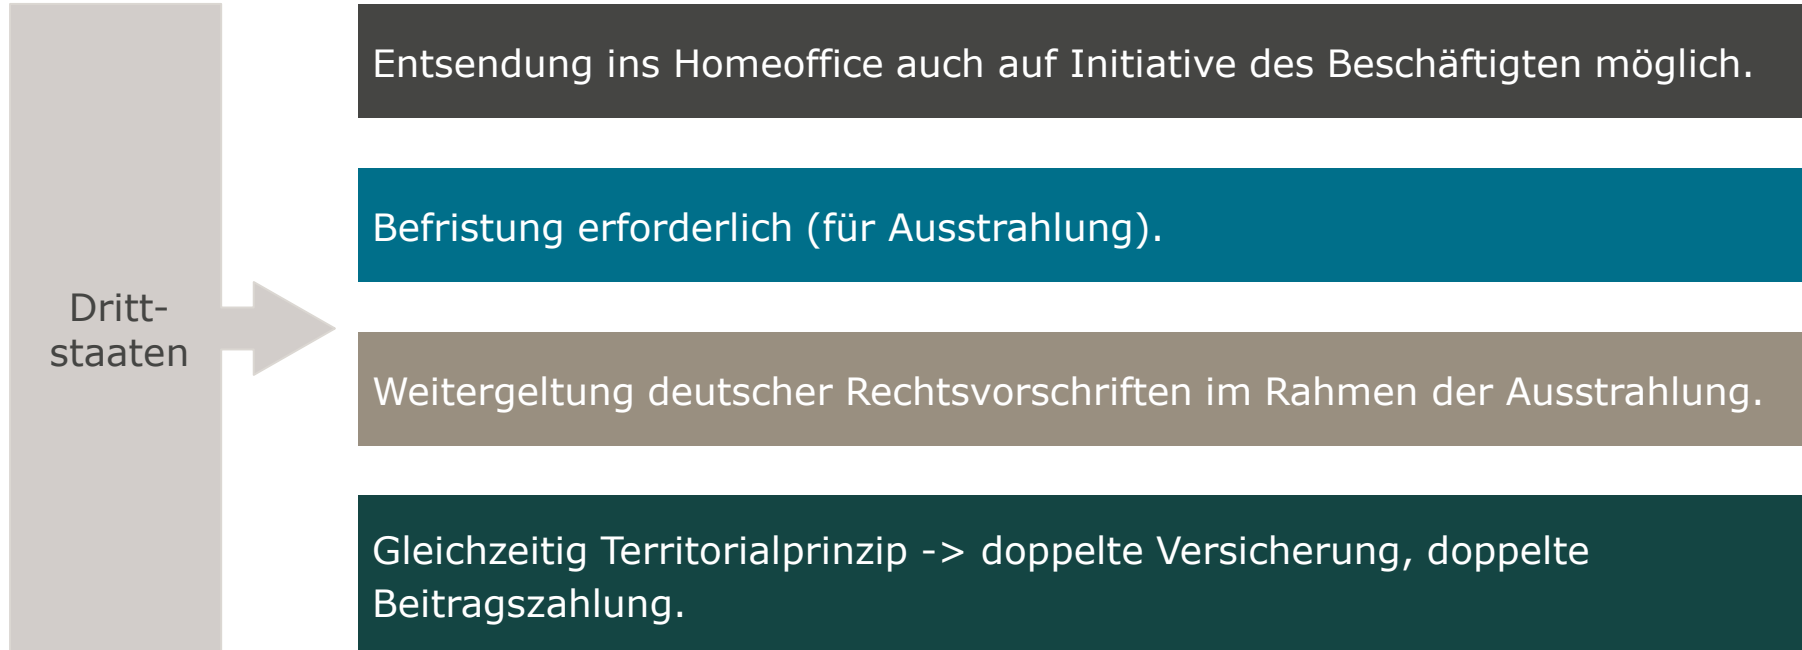 Dritt-
staaten
Entsendung ins Homeoffice auch auf Initiative des Beschäftigten möglich.
Befristung erforderlich (für Ausstrahlung).
Weitergeltung deutscher Rechtsvorschriften im Rahmen der Ausstrahlung.
Gleichzeitig Territorialprinzip -> doppelte Versicherung, doppelte
Beitragszahlung.